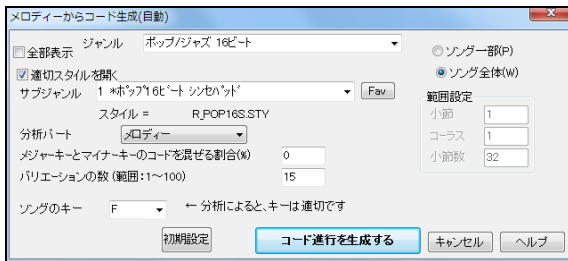 メロディーからコード生成(自動)
全部表示 ジャンル ポップ/ジャズ 16ビート
ソング一部(P)
適切スタイルを開く
ソング全体(W)
サブジャンル 1 *ポップ16ビート シンセパッド Fav
範囲設定
スタイル = R_POP16S.STY
小節 1
分析パート メロディー
コーラス 1
メジャーキーとマイナーキーのコードを混ぜる割合(%) 0
小節数 32
バリエーションの数(範囲:1~100) 15
ソングのキー F ← 分析によると、キーは適切です
初期設定 コード進行を生成する キャンセル ヘルプ